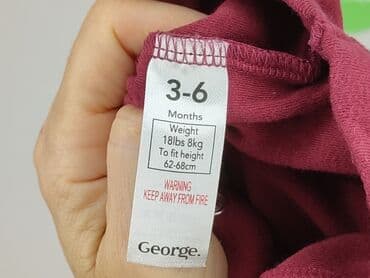 3-6
Months
Weight
18lbs 8kg
To fit height
62-68cm
WARNING
KEEP AWAY FROM FIRE
George.